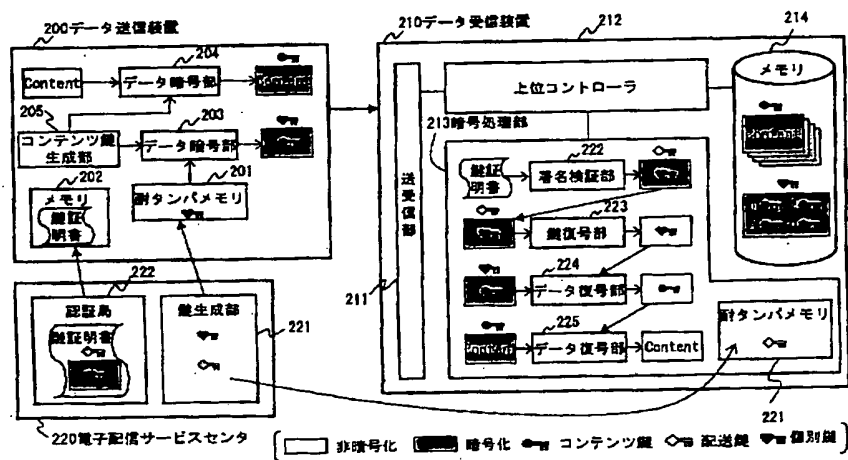 200データ送信装置
204
Content
データ暗号部
Content
205
203
コンテンツ鍵
生成部
データ暗号部
202
メモリ
鍵証
明書
201
耐タンパメモリ
222
認証局
鍵証明書
鍵生成部
221
220電子配信サービスセンタ
210データ受信装置
212
214
上位コントローラ
メモリ
Content
213暗号処理部
送受信部
211
鍵証
明書
222
署名検証部
223
鍵復号部
224
データ復号部
225
Content
データ復号部
Content
耐タンパメモリ
221
非暗号化
暗号化
コンテンツ鍵
配送鍵
個別鍵